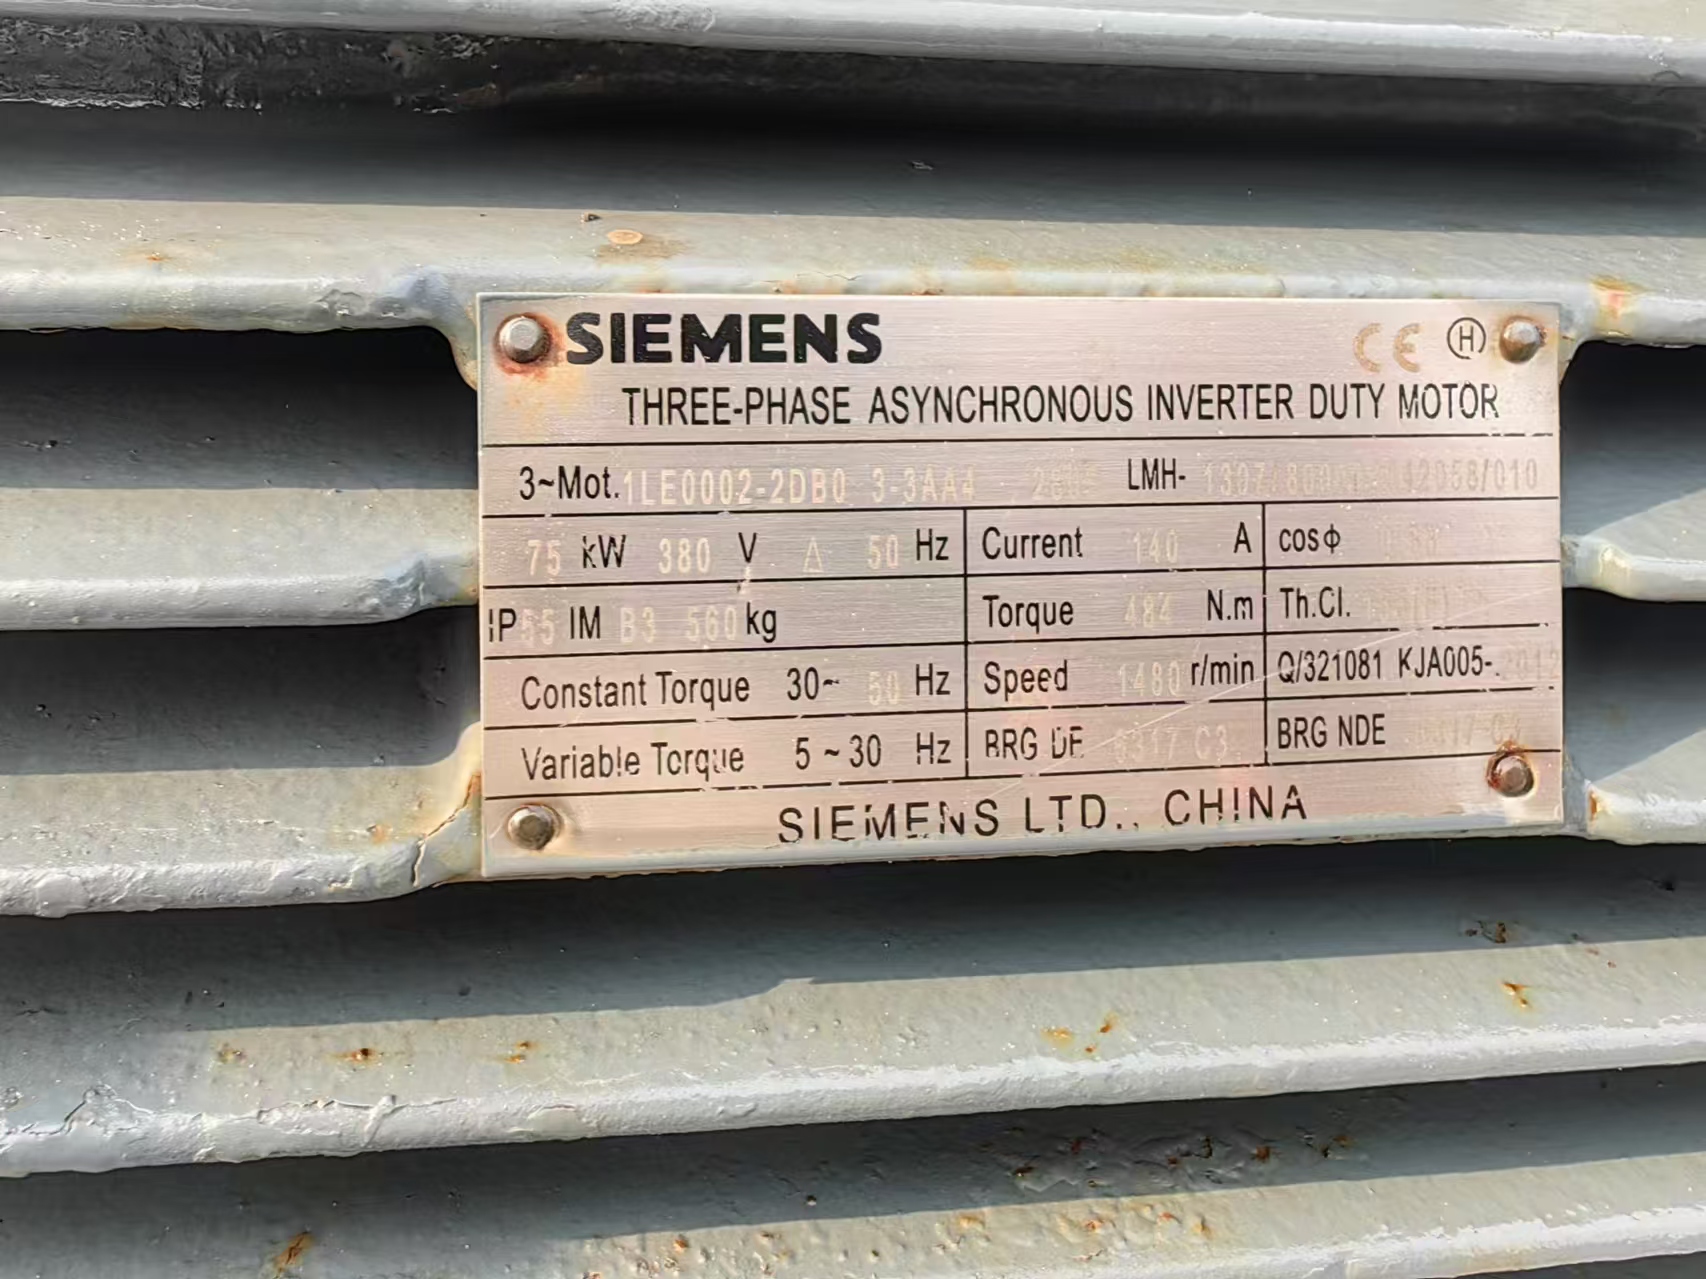 SIEMENS CE H
THREE-PHASE ASYNCHRONOUS INVERTER DUTY MOTOR
3~Mot. 1LE0002-2DB0 3-3AA4 LMH-
75 kW 380 V Δ 50 Hz Current 140 A cosϕ
IP55 IM B3 560 kg Torque 484 N.m Th.Cl.
Constant Torque 30~ 50 Hz Speed 1480 r/min Q/321081 KJA005-2012
Variable Torque 5 ~ 30 Hz BRG DE 6317 C3 BRG NDE
SIEMENS LTD., CHINA